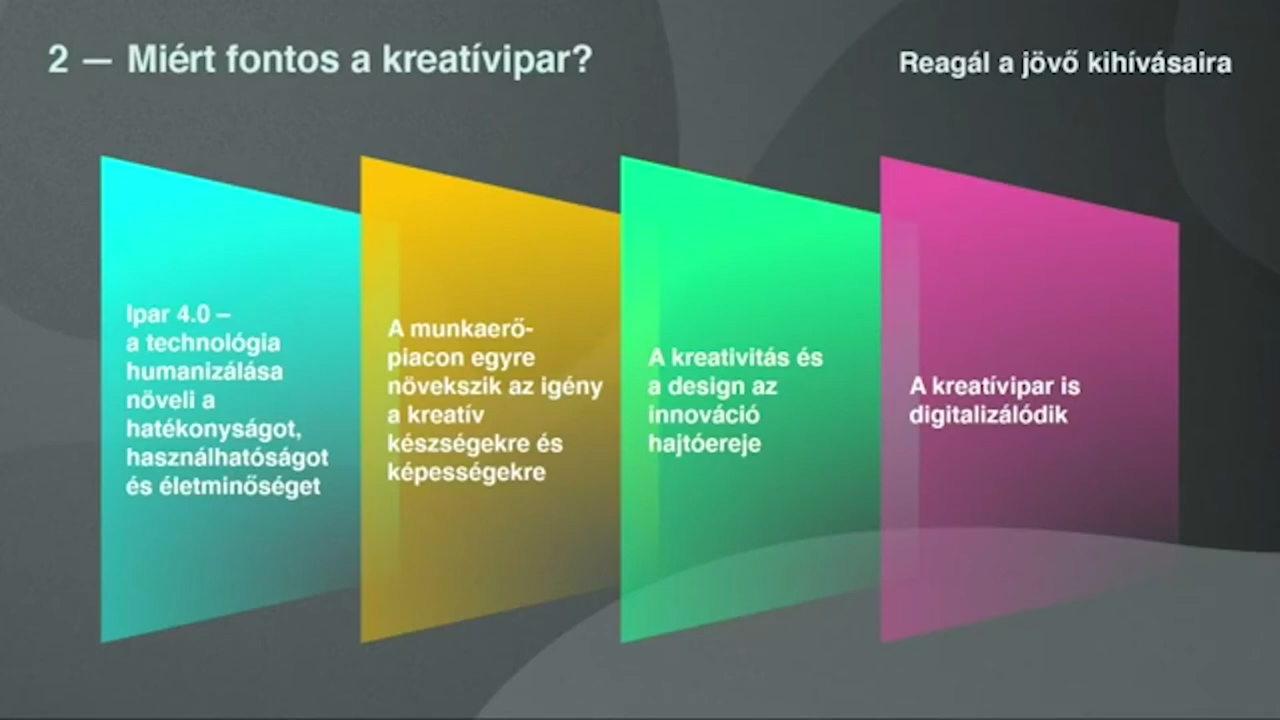 2 — Miért fontos a kreatívipar?
Reagál a jövő kihívásaira
Ipar 4.0 –
a technológia
humanizálása
növeli a
hatékonyságot,
használhatóságot
és életminőséget
A munkaerő-
piacon egyre
növekszik az igény
a kreatív
készségekre és
képességekre
A kreativitás és
a design az
innováció
hajtóereje
A kreatívipar is
digitalizálódik